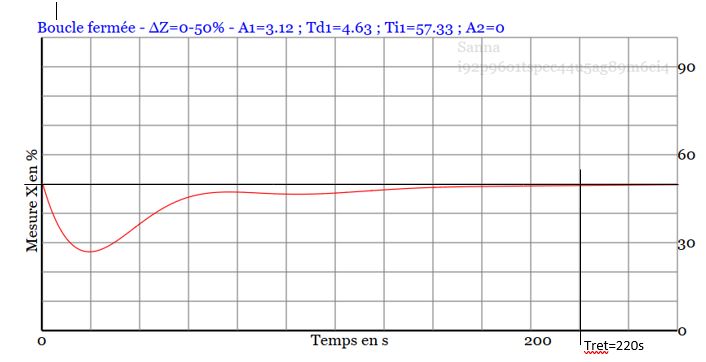 Boucle fermée - ΔZ=0-50% - A1=3.12 ; Td1=4.63 ; Ti1=57.33 ; A2=0
Sanna
90
60
Mesure X en %
30
0
0
Temps en s
200
Tret=220s